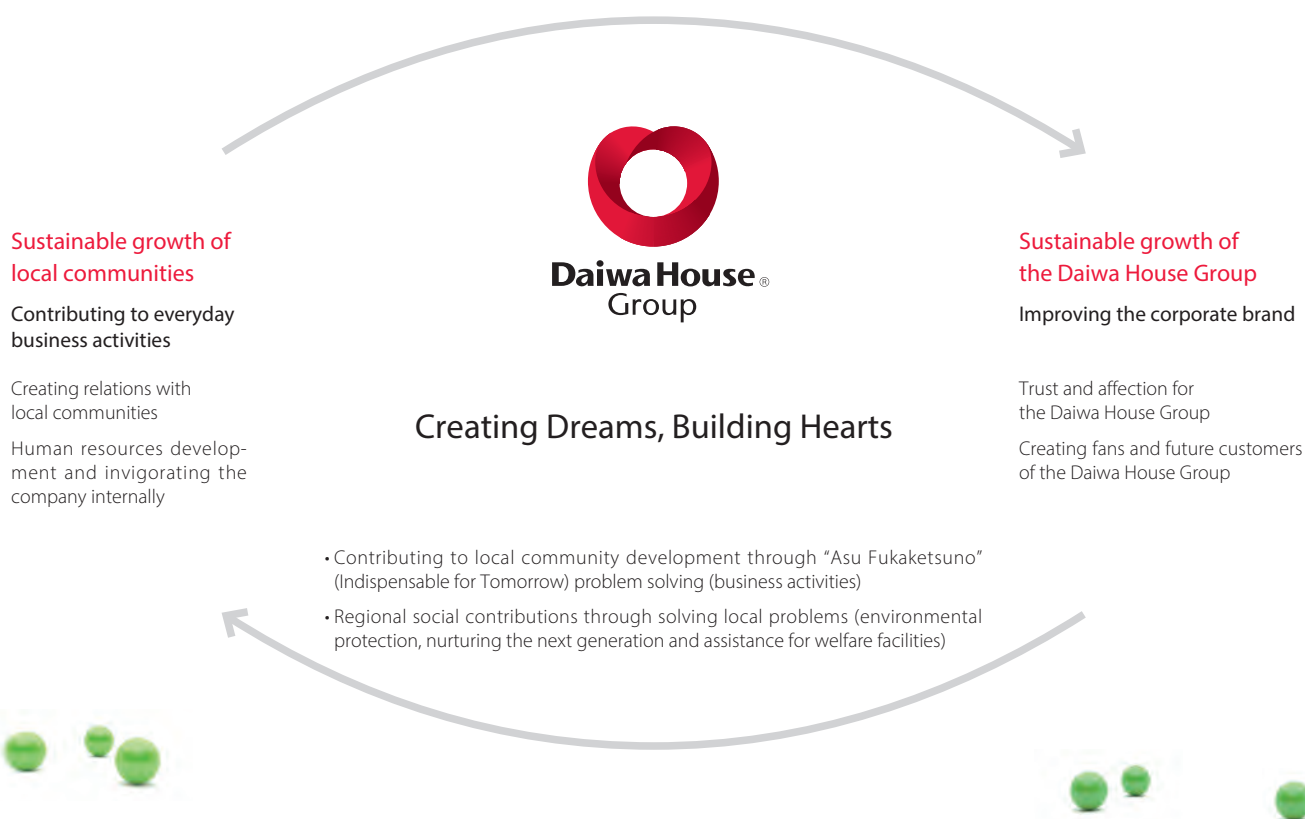 Daiwa House ®
Group
Sustainable growth of
local communities
Contributing to everyday
business activities
Creating relations with
local communities
Human resources develop-
ment and invigorating the
company internally
Creating Dreams, Building Hearts
Sustainable growth of
the Daiwa House Group
Improving the corporate brand
Trust and affection for
the Daiwa House Group
Creating fans and future customers
of the Daiwa House Group
• Contributing to local community development through “Asu Fukaketsuno”
(Indispensable for Tomorrow) problem solving (business activities)
• Regional social contributions through solving local problems (environmental
protection, nurturing the next generation and assistance for welfare facilities)